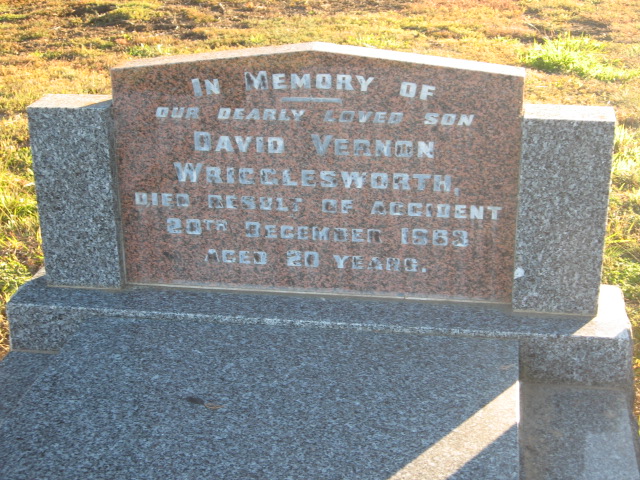 In Memory of
our dearly loved son
David Vernon
Wrigglesworth,
died result of accident
20th December 1963
aged 20 years.